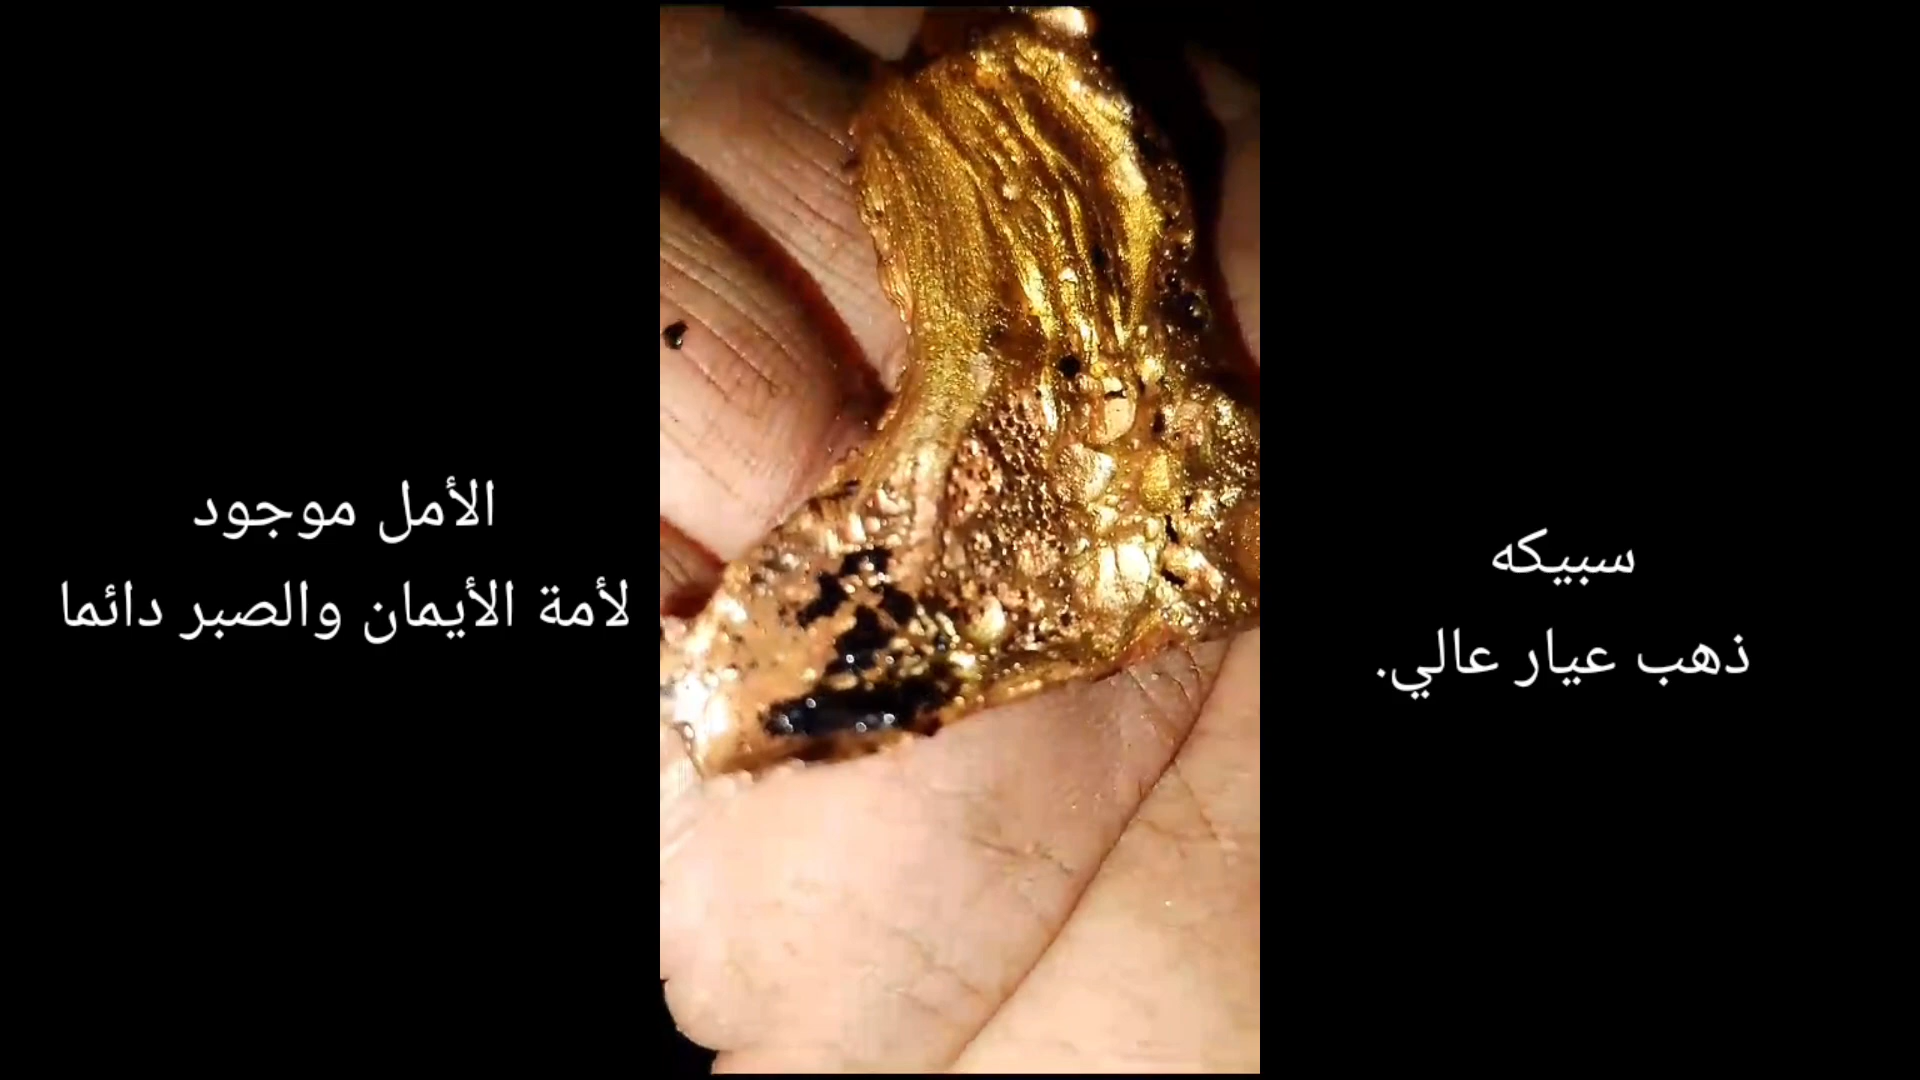 سبيكه
ذهب عيار عالي.
الأمل موجود
لأمة الأيمان والصبر دائما